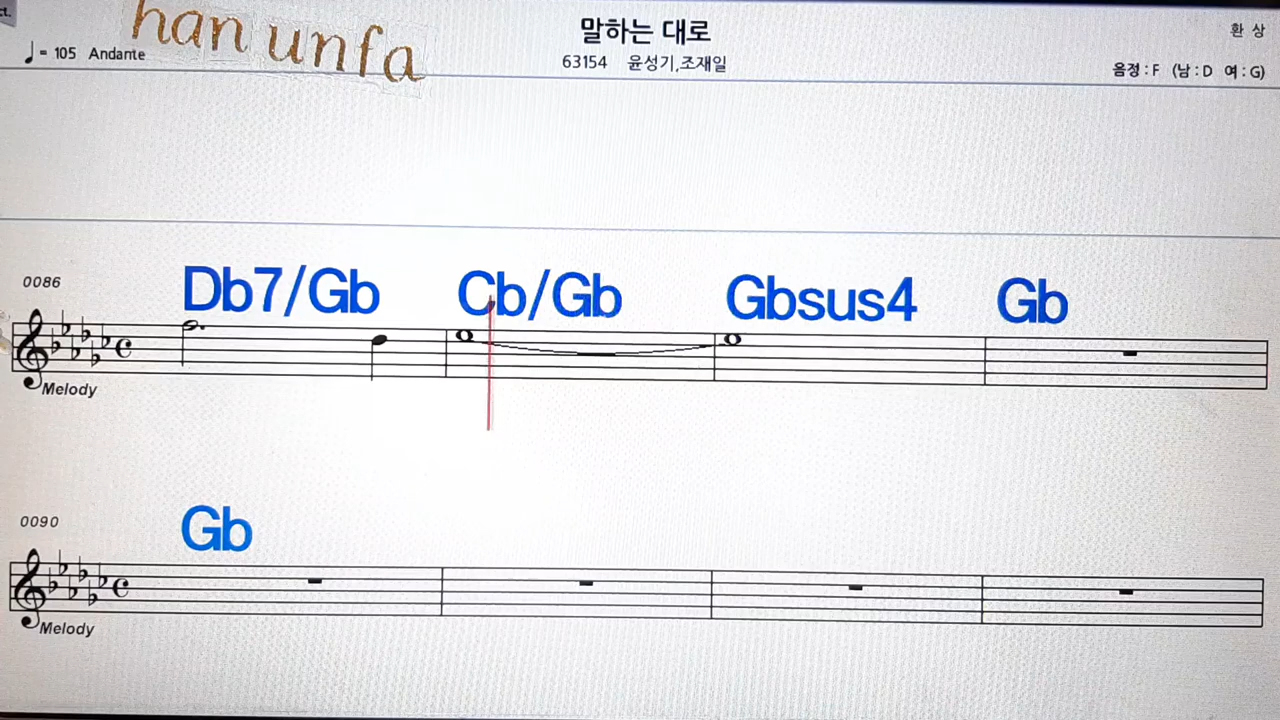 ct.
han unfa
말하는 대로
환 상
♩= 105 Andante
63154 윤성기,조재일
음정 : F (남 : D 여 : G)
0086
Db7/Gb Cb/Gb Gbsus4 Gb
Melody
0090
Gb
Melody